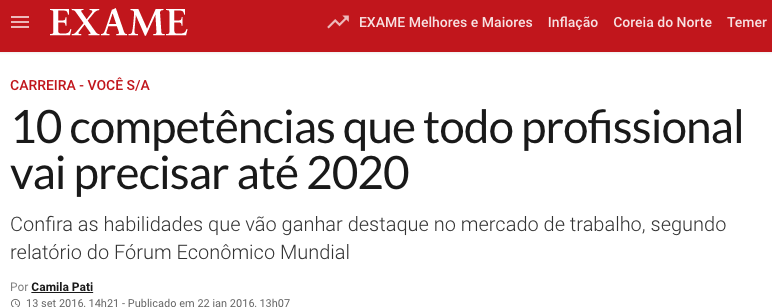 EXAME
EXAME Melhores e Maiores Inflação Coreia do Norte Temer
CARREIRA - VOCÊ S/A
10 competências que todo profissional
vai precisar até 2020
Confira as habilidades que vão ganhar destaque no mercado de trabalho, segundo
relatório do Fórum Econômico Mundial
Por Camila Pati
13 set 2016, 14h21 - Publicado em 22 jan 2016, 13h07